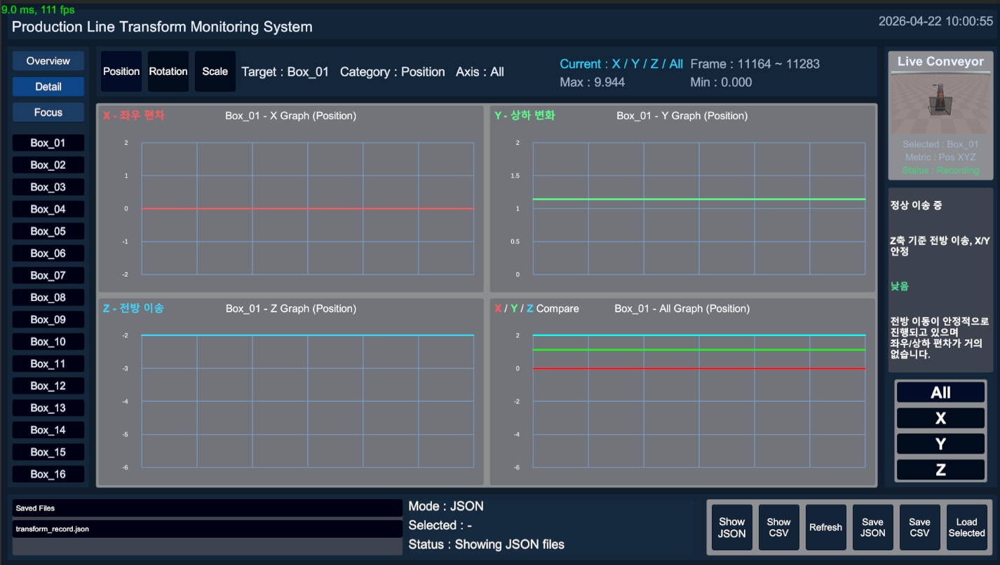 9.0 ms, 111 fps
Production Line Transform Monitoring System
2026-04-22 10:00:55
Overview
Detail
Focus
Box_01
Box_02
Box_03
Box_04
Box_05
Box_06
Box_07
Box_08
Box_09
Box_10
Box_11
Box_12
Box_13
Box_14
Box_15
Box_16
Position
Rotation
Scale
Target : Box_01 Category : Position Axis : All
Current : X / Y / Z / All Frame : 11164 ~ 11283
Max : 9.944 Min : 0.000
X - 좌우 편차 Box_01 - X Graph (Position)
2
1
0
-1
-2
Y - 상하 변화 Box_01 - Y Graph (Position)
2
1.5
1
0.5
0
Z - 전방 이송 Box_01 - Z Graph (Position)
-2
-3
-4
-5
-6
X / Y / Z Compare Box_01 - All Graph (Position)
2
0
-2
-4
-6
Live Conveyor
Selected : Box_01
Metric : Pos XYZ
Status : Recording
정상 이송 중
Z축 기준 전방 이송, X/Y
안정
낮음
전방 이동이 안정적으로
진행되고 있으며
좌우/상하 편차가 거의
없습니다.
All
X
Y
Z
Saved Files
transform_record.json
Mode : JSON
Selected : -
Status : Showing JSON files
Show
JSON
Show
CSV
Refresh
Save
JSON
Save
CSV
Load
Selected